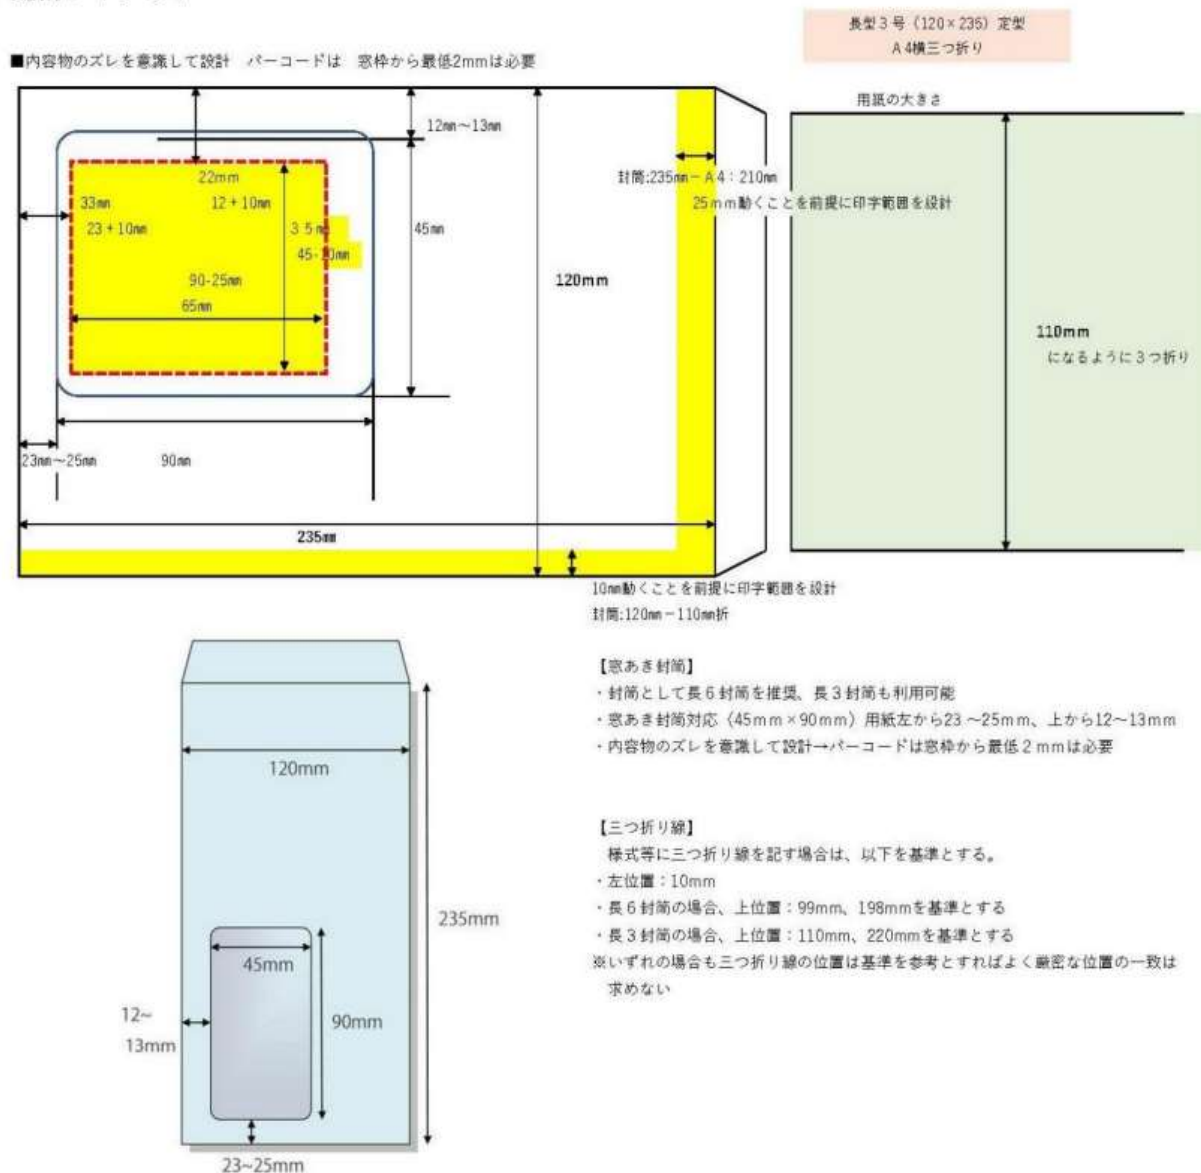 長型３号（120×235）定型
Ａ4横三つ折り
■内容物のズレを意識して設計　バーコードは　窓枠から最低2mmは必要
用紙の大きさ
12㎜～13㎜
封筒:235㎜－Ａ4：210㎜
25ｍｍ動くことを前提に印字範囲を設計
22mm
12＋10㎜
33㎜
23＋10㎜
３５㎜
45-10㎜
45㎜
90-25㎜
65㎜
120mm
110mm
になるように３つ折り
23㎜～25㎜
90㎜
235㎜
10㎜動くことを前提に印字範囲を設計
封筒:120㎜－110㎜折
【窓あき封筒】
・封筒として長６封筒を推奨、長３封筒も利用可能
・窓あき封筒対応（45ｍｍ×90ｍｍ）用紙左から23～25ｍｍ、上から12～13ｍｍ
・内容物のズレを意識して設計→バーコードは窓枠から最低２ｍｍは必要
120mm
【三つ折り線】
様式等に三つ折り線を記す場合は、以下を基準とする。
・左位置：10mm
・長６封筒の場合、上位置：99mm、198mmを基準とする
・長３封筒の場合、上位置：110mm、220mmを基準とする
※いずれの場合も三つ折り線の位置は基準を参考とすればよく厳密な位置の一致は
求めない
235mm
45mm
90mm
12~
13mm
23~25mm